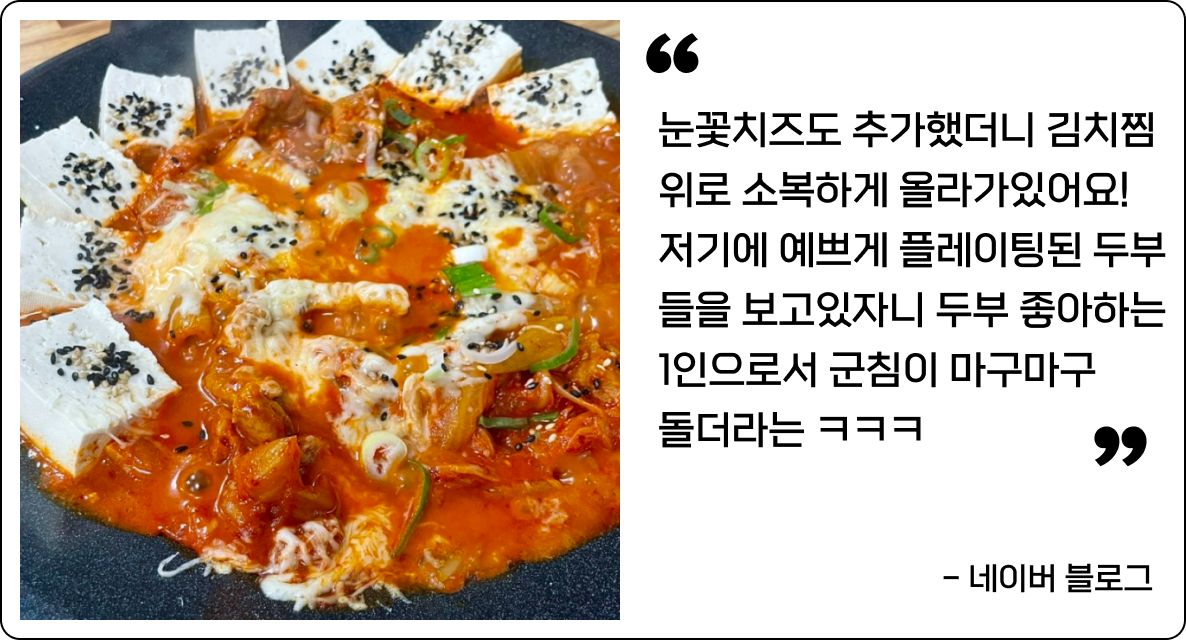 ❝
눈꽃치즈도 추가했더니 김치찜
위로 소복하게 올라가있어요!
저기에 예쁘게 플레이팅된 두부
들을 보고있자니 두부 좋아하는
1인으로서 군침이 마구마구
돌더라는 ㅋㅋㅋ
❞
- 네이버 블로그